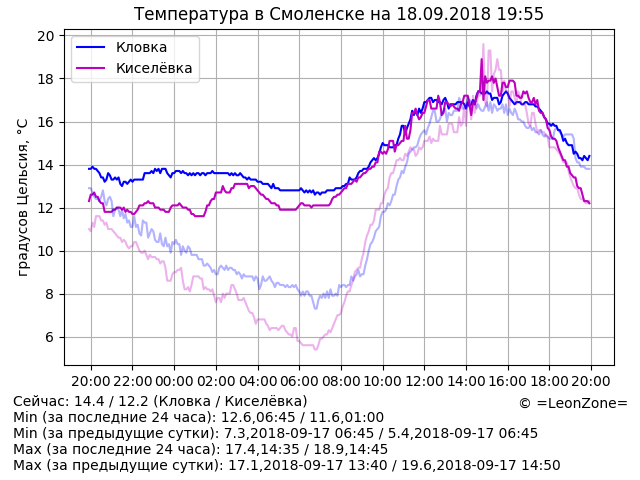 Температура в Смоленске на 18.09.2018 19:55
Кловка
Киселёвка
градусов Цельсия, °C
20
18
16
14
12
10
8
6
20:00 22:00 00:00 02:00 04:00 06:00 08:00 10:00 12:00 14:00 16:00 18:00 20:00
Сейчас: 14.4 / 12.2 (Кловка / Киселёвка)
© =LeonZone=
Min (за последние 24 часа): 12.6,06:45 / 11.6,01:00
Min (за предыдущие сутки): 7.3,2018-09-17 06:45 / 5.4,2018-09-17 06:45
Max (за последние 24 часа): 17.4,14:35 / 18.9,14:45
Max (за предыдущие сутки): 17.1,2018-09-17 13:40 / 19.6,2018-09-17 14:50